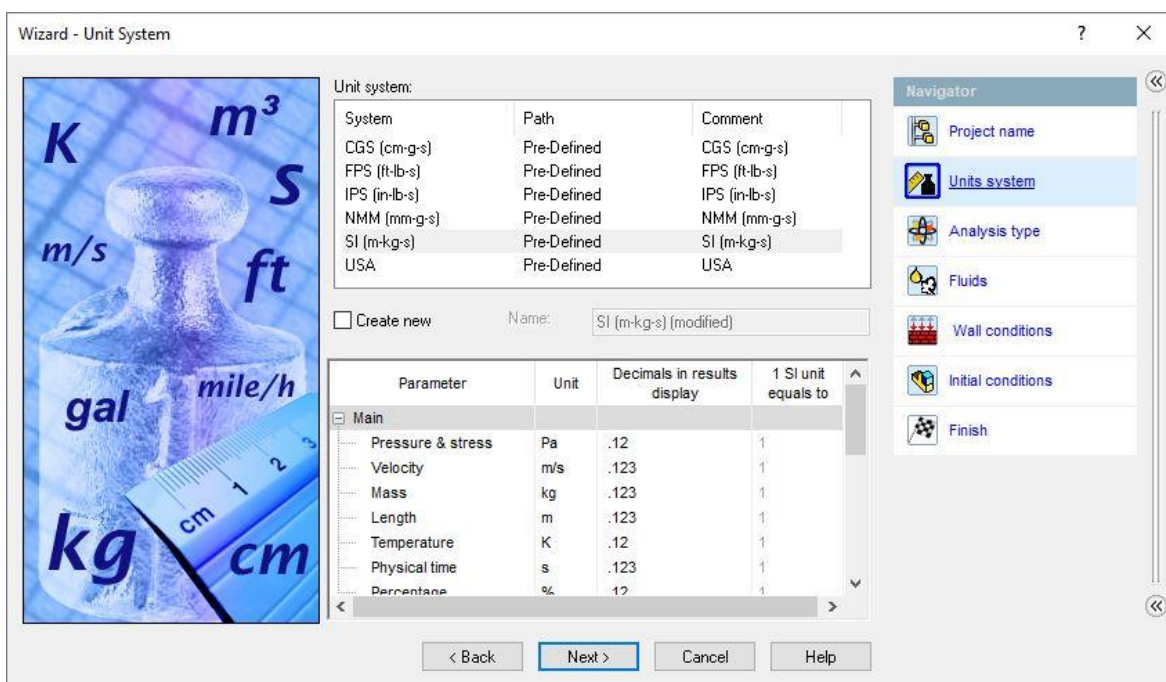 Wizard - Unit System
?
K
m³
s
m/s
ft
gal
mile/h
1 2 3
cm
kg
cm
Unit system:
System Path Comment
CGS (cm-g-s) Pre-Defined CGS (cm-g-s)
FPS (ft-lb-s) Pre-Defined FPS (ft-lb-s)
IPS (in-lb-s) Pre-Defined IPS (in-lb-s)
NMM (mm-g-s) Pre-Defined NMM (mm-g-s)
SI (m-kg-s) Pre-Defined SI (m-kg-s)
USA Pre-Defined USA
Create new Name: SI (m-kg-s) (modified)
Parameter Unit Decimals in results display 1 SI unit equals to
Main
Pressure & stress Pa .12 1
Velocity m/s .123 1
Mass kg .123 1
Length m .123 1
Temperature K .12 1
Physical time s .123 1
Percentage % .12 1
Navigator
Project name
Units system
Analysis type
Fluids
Wall conditions
Initial conditions
Finish
< Back Next > Cancel Help